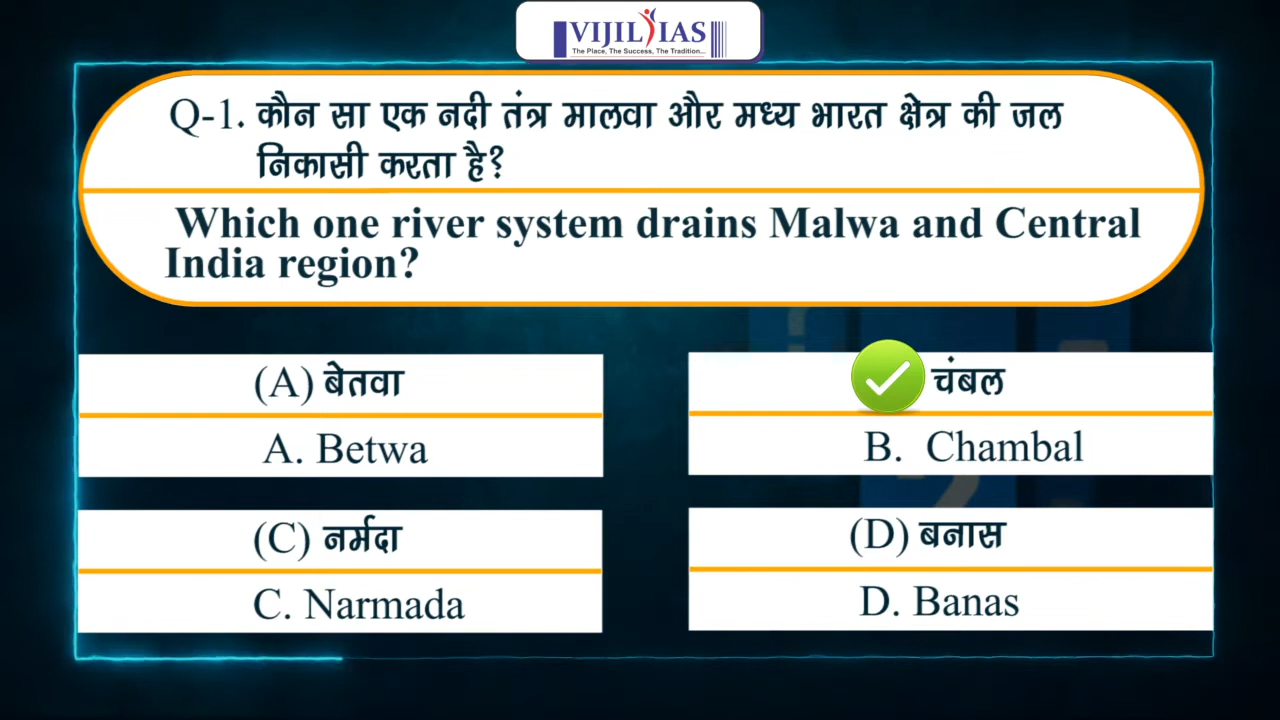 VIJIL IAS
The Place, The Success, The Tradition...
Q-1. कौन सा एक नदी तंत्र मालवा और मध्य भारत क्षेत्र की जल
निकासी करता है?
Which one river system drains Malwa and Central
India region?
(A) बेतवा
A. Betwa
चंबल
B. Chambal
(C) नर्मदा
C. Narmada
(D) बनास
D. Banas